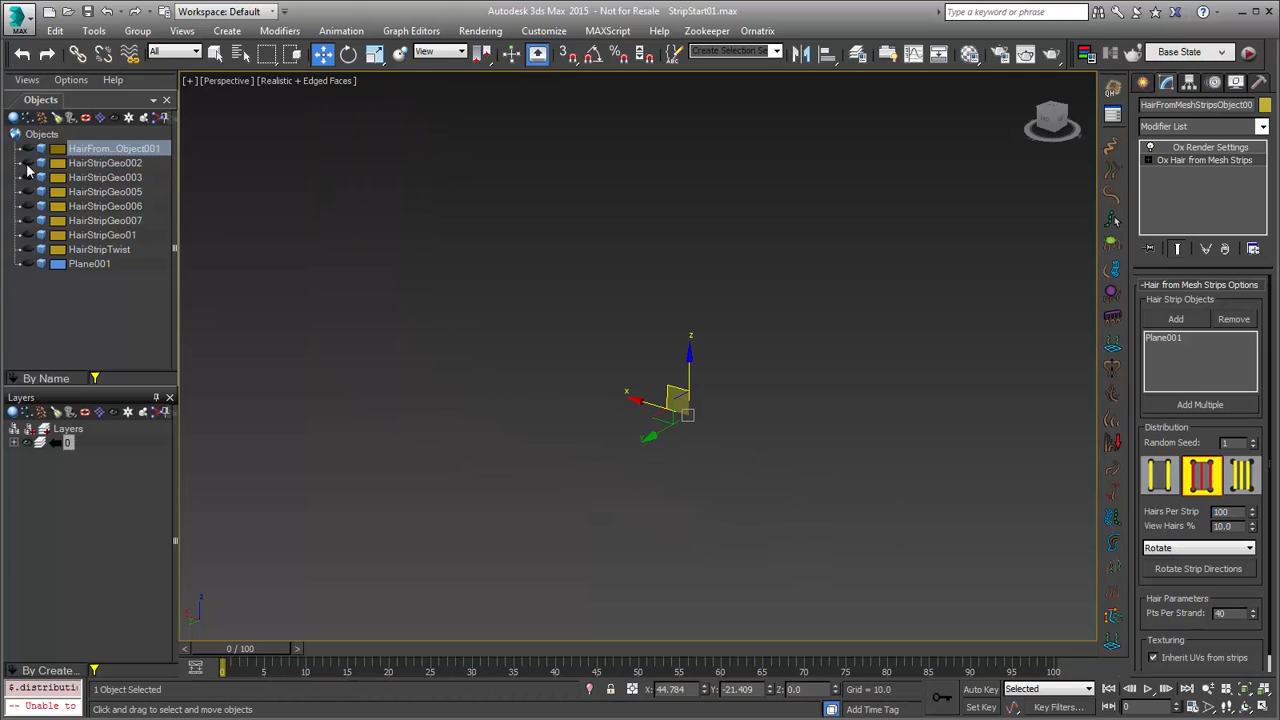 MAX
Workspace: Default
Autodesk 3ds Max 2015 - Not for Resale StripStart01.max
Type a keyword or phrase
Edit Tools Group Views Create Modifiers Animation Graph Editors Rendering Customize MAXScript Help Zookeeper Ornatrix
All
View
Create Selection Se
Base State
Views Options Help
[+] [Perspective] [Realistic + Edged Faces]
Objects
Objects
HairFrom...Object001
HairStripGeo002
HairStripGeo003
HairStripGeo005
HairStripGeo006
HairStripGeo007
HairStripGeo01
HairStripTwist
Plane001
By Name
Layers
Layers
0
By Create...
z
x
y
z
HairFromMeshStripsObject00
Modifier List
Ox Render Settings
Ox Hair from Mesh Strips
-Hair from Mesh Strips Options
Hair Strip Objects
Add Remove
Plane001
Add Multiple
Distribution
Random Seed: 1
Hairs Per Strip 100
View Hairs % 10.0
Rotate
Rotate Strip Directions
Hair Parameters
Pts Per Strand: 40
Texturing
Inherit UVs from strips
< 0 / 100 >
0 5 10 15 20 25 30 35 40 45 50 55 60 65 70 75 80 85 90 95 100
$.distributi
-- Unable to
1 Object Selected
Click and drag to select and move objects
X: 44.784 Y: -21.409 Z: 0.0 Grid = 10.0
Add Time Tag
Auto Key Selected
Set Key Key Filters...
0